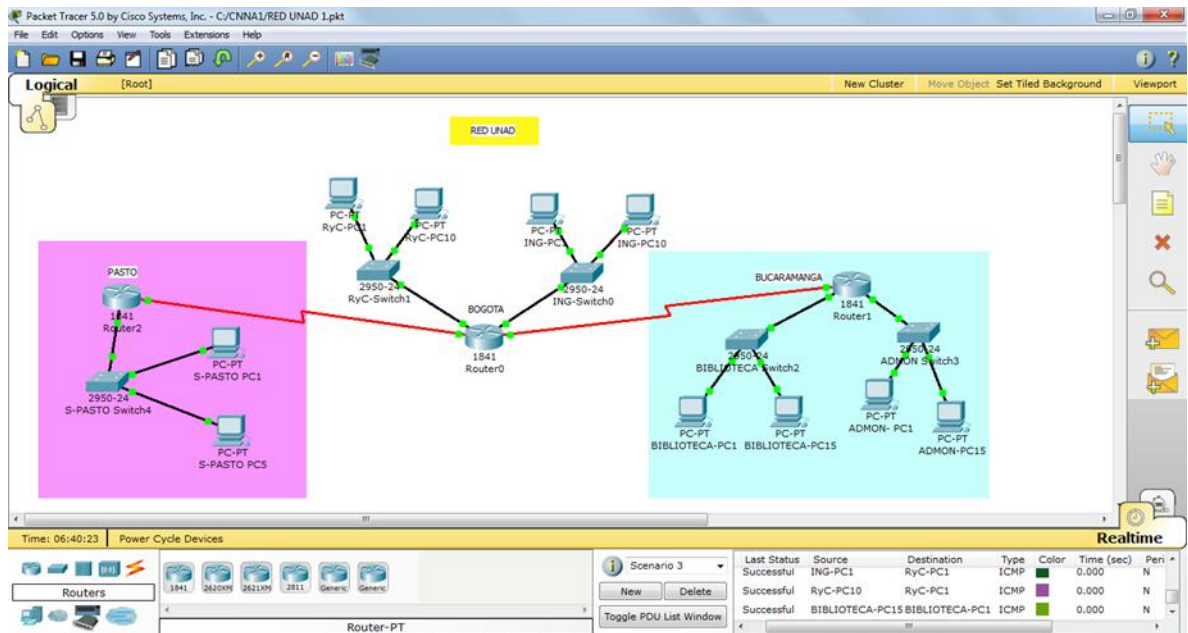 Packet Tracer 5.0 by Cisco Systems, Inc. - C:/CNNA1/RED UNAD 1.pkt
File Edit Options View Tools Extensions Help
Logical [Root] New Cluster Move Object Set Tiled Background Viewport
RED UNAD
PC-PT
RyC-PC1
PC-PT
RyC-PC10
PC-PT
ING-PC1
PC-PT
ING-PC10
2950-24
RyC-Switch1
2950-24
ING-Switch0
PASTO
1841
Router2
BOGOTA
1841
Router0
BUCARAMANGA
1841
Router1
PC-PT
S-PASTO PC1
2950-24
S-PASTO Switch4
PC-PT
S-PASTO PC5
2950-24
BIBLIOTECA Switch2
2950-24
ADMON Switch3
PC-PT
BIBLIOTECA-PC1
PC-PT
BIBLIOTECA-PC15
PC-PT
ADMON- PC1
PC-PT
ADMON-PC15
Time: 06:40:23 Power Cycle Devices Realtime
Routers
1841 2620XM 2621XM 2811 Generic Generic
Router-PT
Scenario 3
New Delete
Toggle PDU List Window
Last Status Source Destination Type Color Time (sec) Peri
Successful ING-PC1 RyC-PC1 ICMP 0.000 N
Successful RyC-PC10 RyC-PC1 ICMP 0.000 N
Successful BIBLIOTECA-PC15 BIBLIOTECA-PC1 ICMP 0.000 N